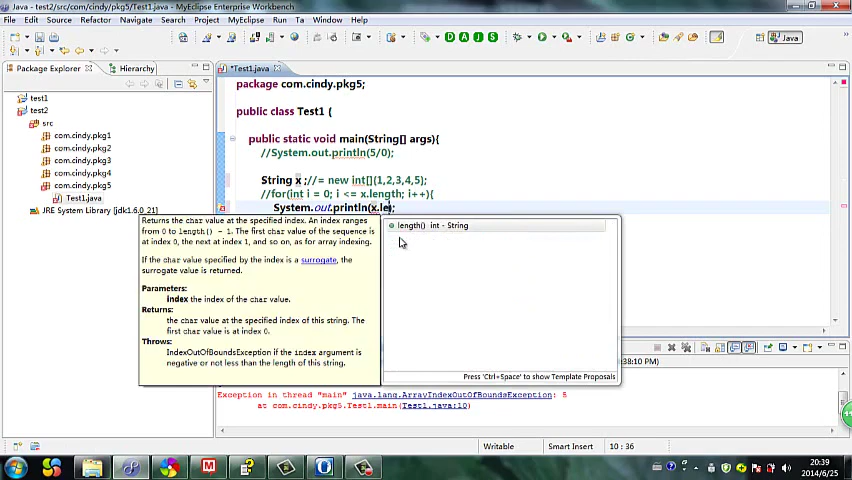 Java - test2/src/com/cindy/pkg5/Test1.java - MyEclipse Enterprise Workbench
File Edit Source Refactor Navigate Search Project MyEclipse Run Tα Window Help
Java
Package Explorer
Hierarchy
*Test1.java
test1
test2
src
com.cindy.pkg1
com.cindy.pkg2
com.cindy.pkg3
com.cindy.pkg4
com.cindy.pkg5
Test1.java
JRE System Library [jdk1.6.0_21]
package com.cindy.pkg5;
public class Test1 {
public static void main(String[] args){
//System.out.println(5/0);
String x ;//= new int[]{1,2,3,4,5};
//for(int i = 0; i <= x.length; i++){
System.out.println(x.le;
Returns the char value at the specified index. An index ranges
from 0 to length() - 1. The first char value of the sequence is
at index 0, the next at index 1, and so on, as for array indexing.
If the char value specified by the index is a surrogate, the
surrogate value is returned.
Parameters:
index the index of the char value.
Returns:
the char value at the specified index of this string. The
first char value is at index 0.
Throws:
IndexOutOfBoundsException if the index argument is
negative or not less than the length of this string.
length() int - String
Press 'Ctrl+Space' to show Template Proposals
:38:10 PM)
Exception in thread "main" java.lang.ArrayIndexOutOfBoundsException: 5
at com.cindy.pkg5.Test1.main(Test1.java:10)
Writable
Smart Insert
10 : 36
20:39
2014/6/25